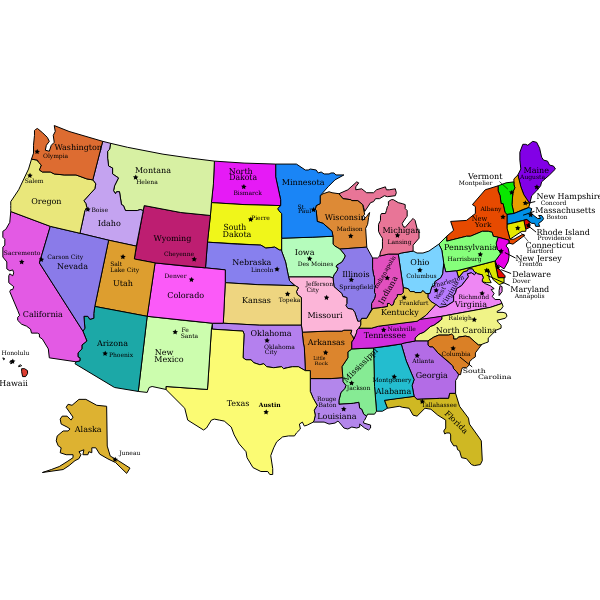 Washington
Olympia
Salem
Oregon
Montana
Helena
Boise
Idaho
North
Dakota
Bismarck
Pierre
South
Dakota
Minnesota
St.
Paul
Wisconsin
Madison
Michigan
Lansing
Wyoming
Cheyenne
Sacramento
California
Carson City
Nevada
Salt
Lake City
Utah
Denver
Colorado
Nebraska
Lincoln
Iowa
Des Moines
Illinois
Springfield
Indianapolis
Indiana
Ohio
Columbus
Charleston
West
Virginia
Richmond
Virginia
Kansas
Topeka
Jefferson
City
Missouri
Frankfurt
Kentucky
Nashville
Tennessee
Raleigh
North Carolina
Columbia
South
Carolina
Arizona
Phoenix
New
Mexico
Fe
Santa
Oklahoma
Oklahoma
City
Arkansas
Little
Rock
Mississippi
Jackson
Montgomery
Alabama
Atlanta
Georgia
Texas
Austin
Rouge
Baton
Louisiana
Tallahassee
Florida
Honolulu
Hawaii
Alaska
Juneau
Vermont
Montpelier
Maine
Augusta
New Hampshire
Concord
Massachusetts
Boston
Rhode Island
Providence
Connecticut
Hartford
New Jersey
Trenton
Delaware
Dover
Maryland
Annapolis
Albany
New
York
Pennsylvania
Harrisburg